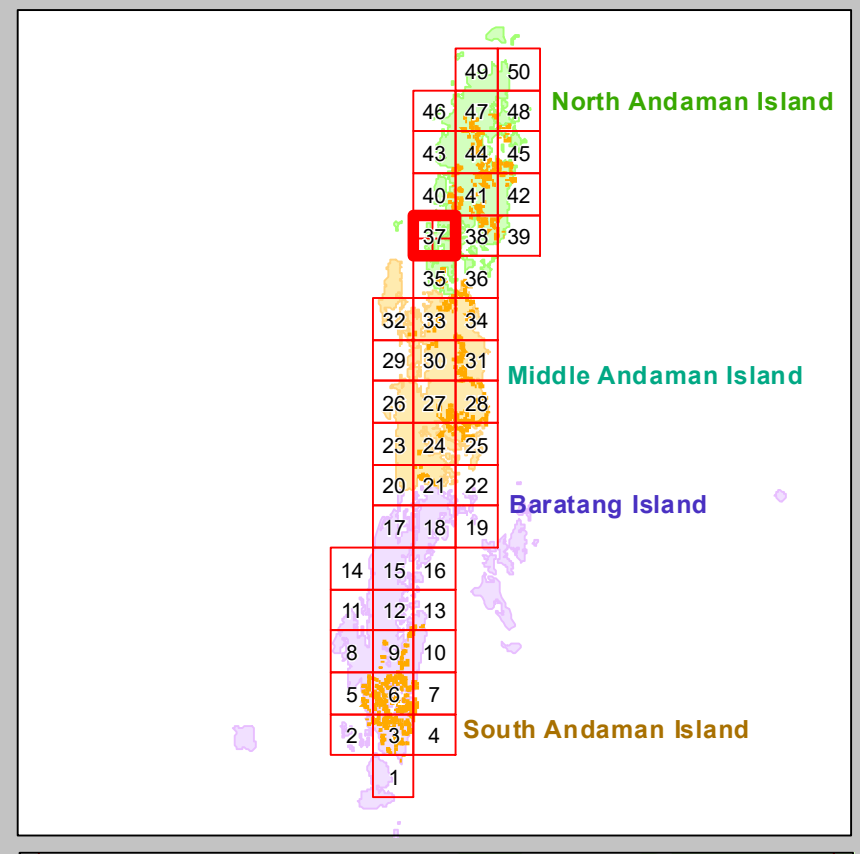 49 50
North Andaman Island
46 47 48
43 44 45
40 41 42
37 38 39
35 36
32 33 34
29 30 31
Middle Andaman Island
26 27 28
23 24 25
20 21 22
Baratang Island
17 18 19
14 15 16
11 12 13
8 9 10
5 6 7
2 3 4
South Andaman Island
1